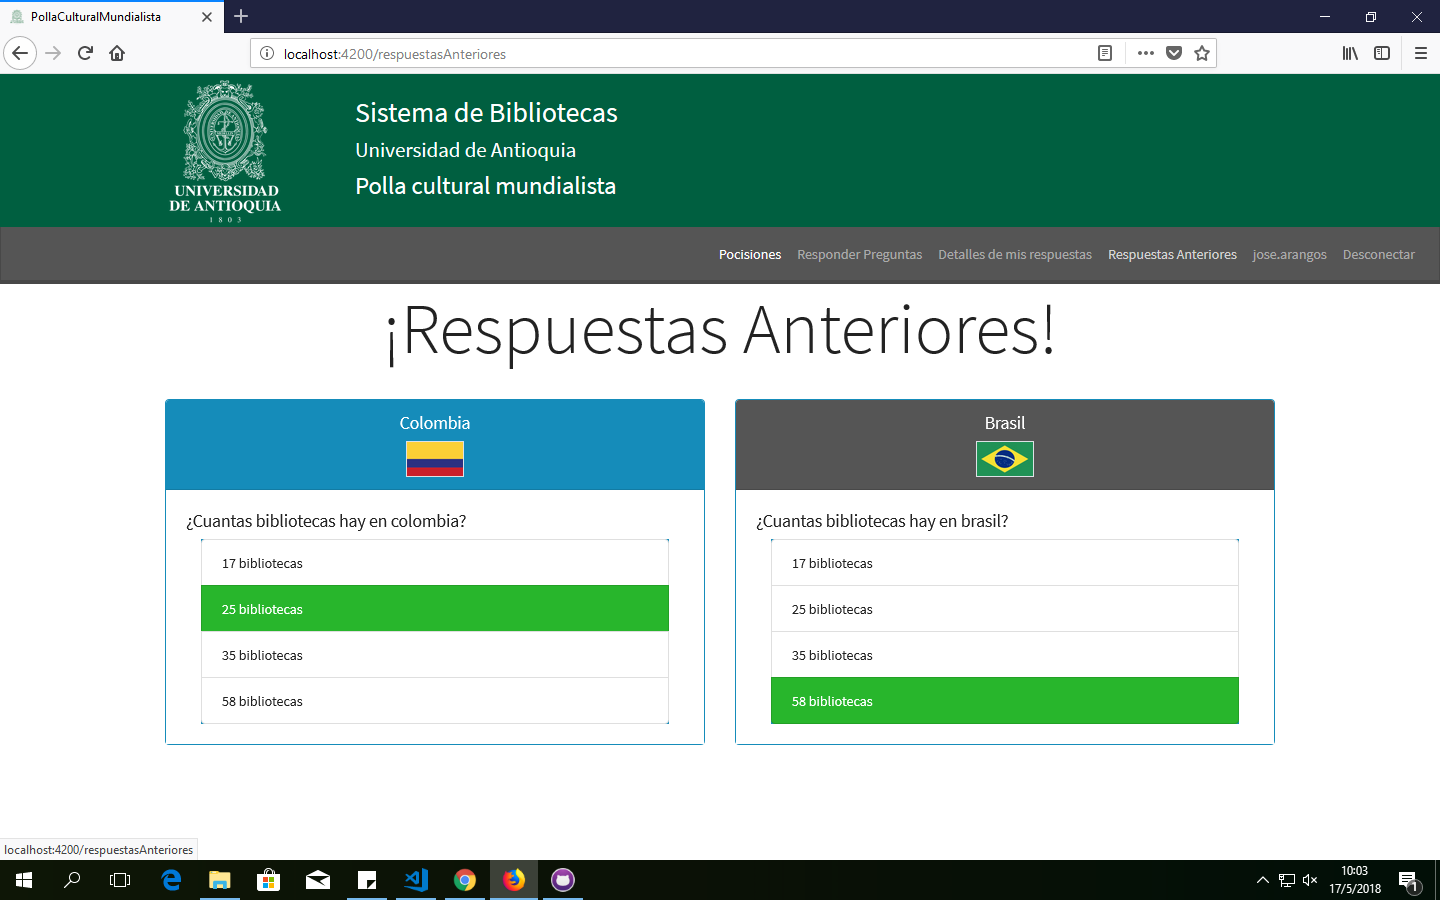 PollaCulturalMundialista
localhost:4200/respuestasAnteriores
UNIVERSIDAD
DE ANTIOQUIA
1803
Sistema de Bibliotecas
Universidad de Antioquia
Polla cultural mundialista
Pocisiones Responder Preguntas Detalles de mis respuestas Respuestas Anteriores jose.arangos Desconectar
¡Respuestas Anteriores!
Colombia
¿Cuantas bibliotecas hay en colombia?
17 bibliotecas
25 bibliotecas
35 bibliotecas
58 bibliotecas
Brasil
¿Cuantas bibliotecas hay en brasil?
17 bibliotecas
25 bibliotecas
35 bibliotecas
58 bibliotecas
localhost:4200/respuestasAnteriores
10:03
17/5/2018
1